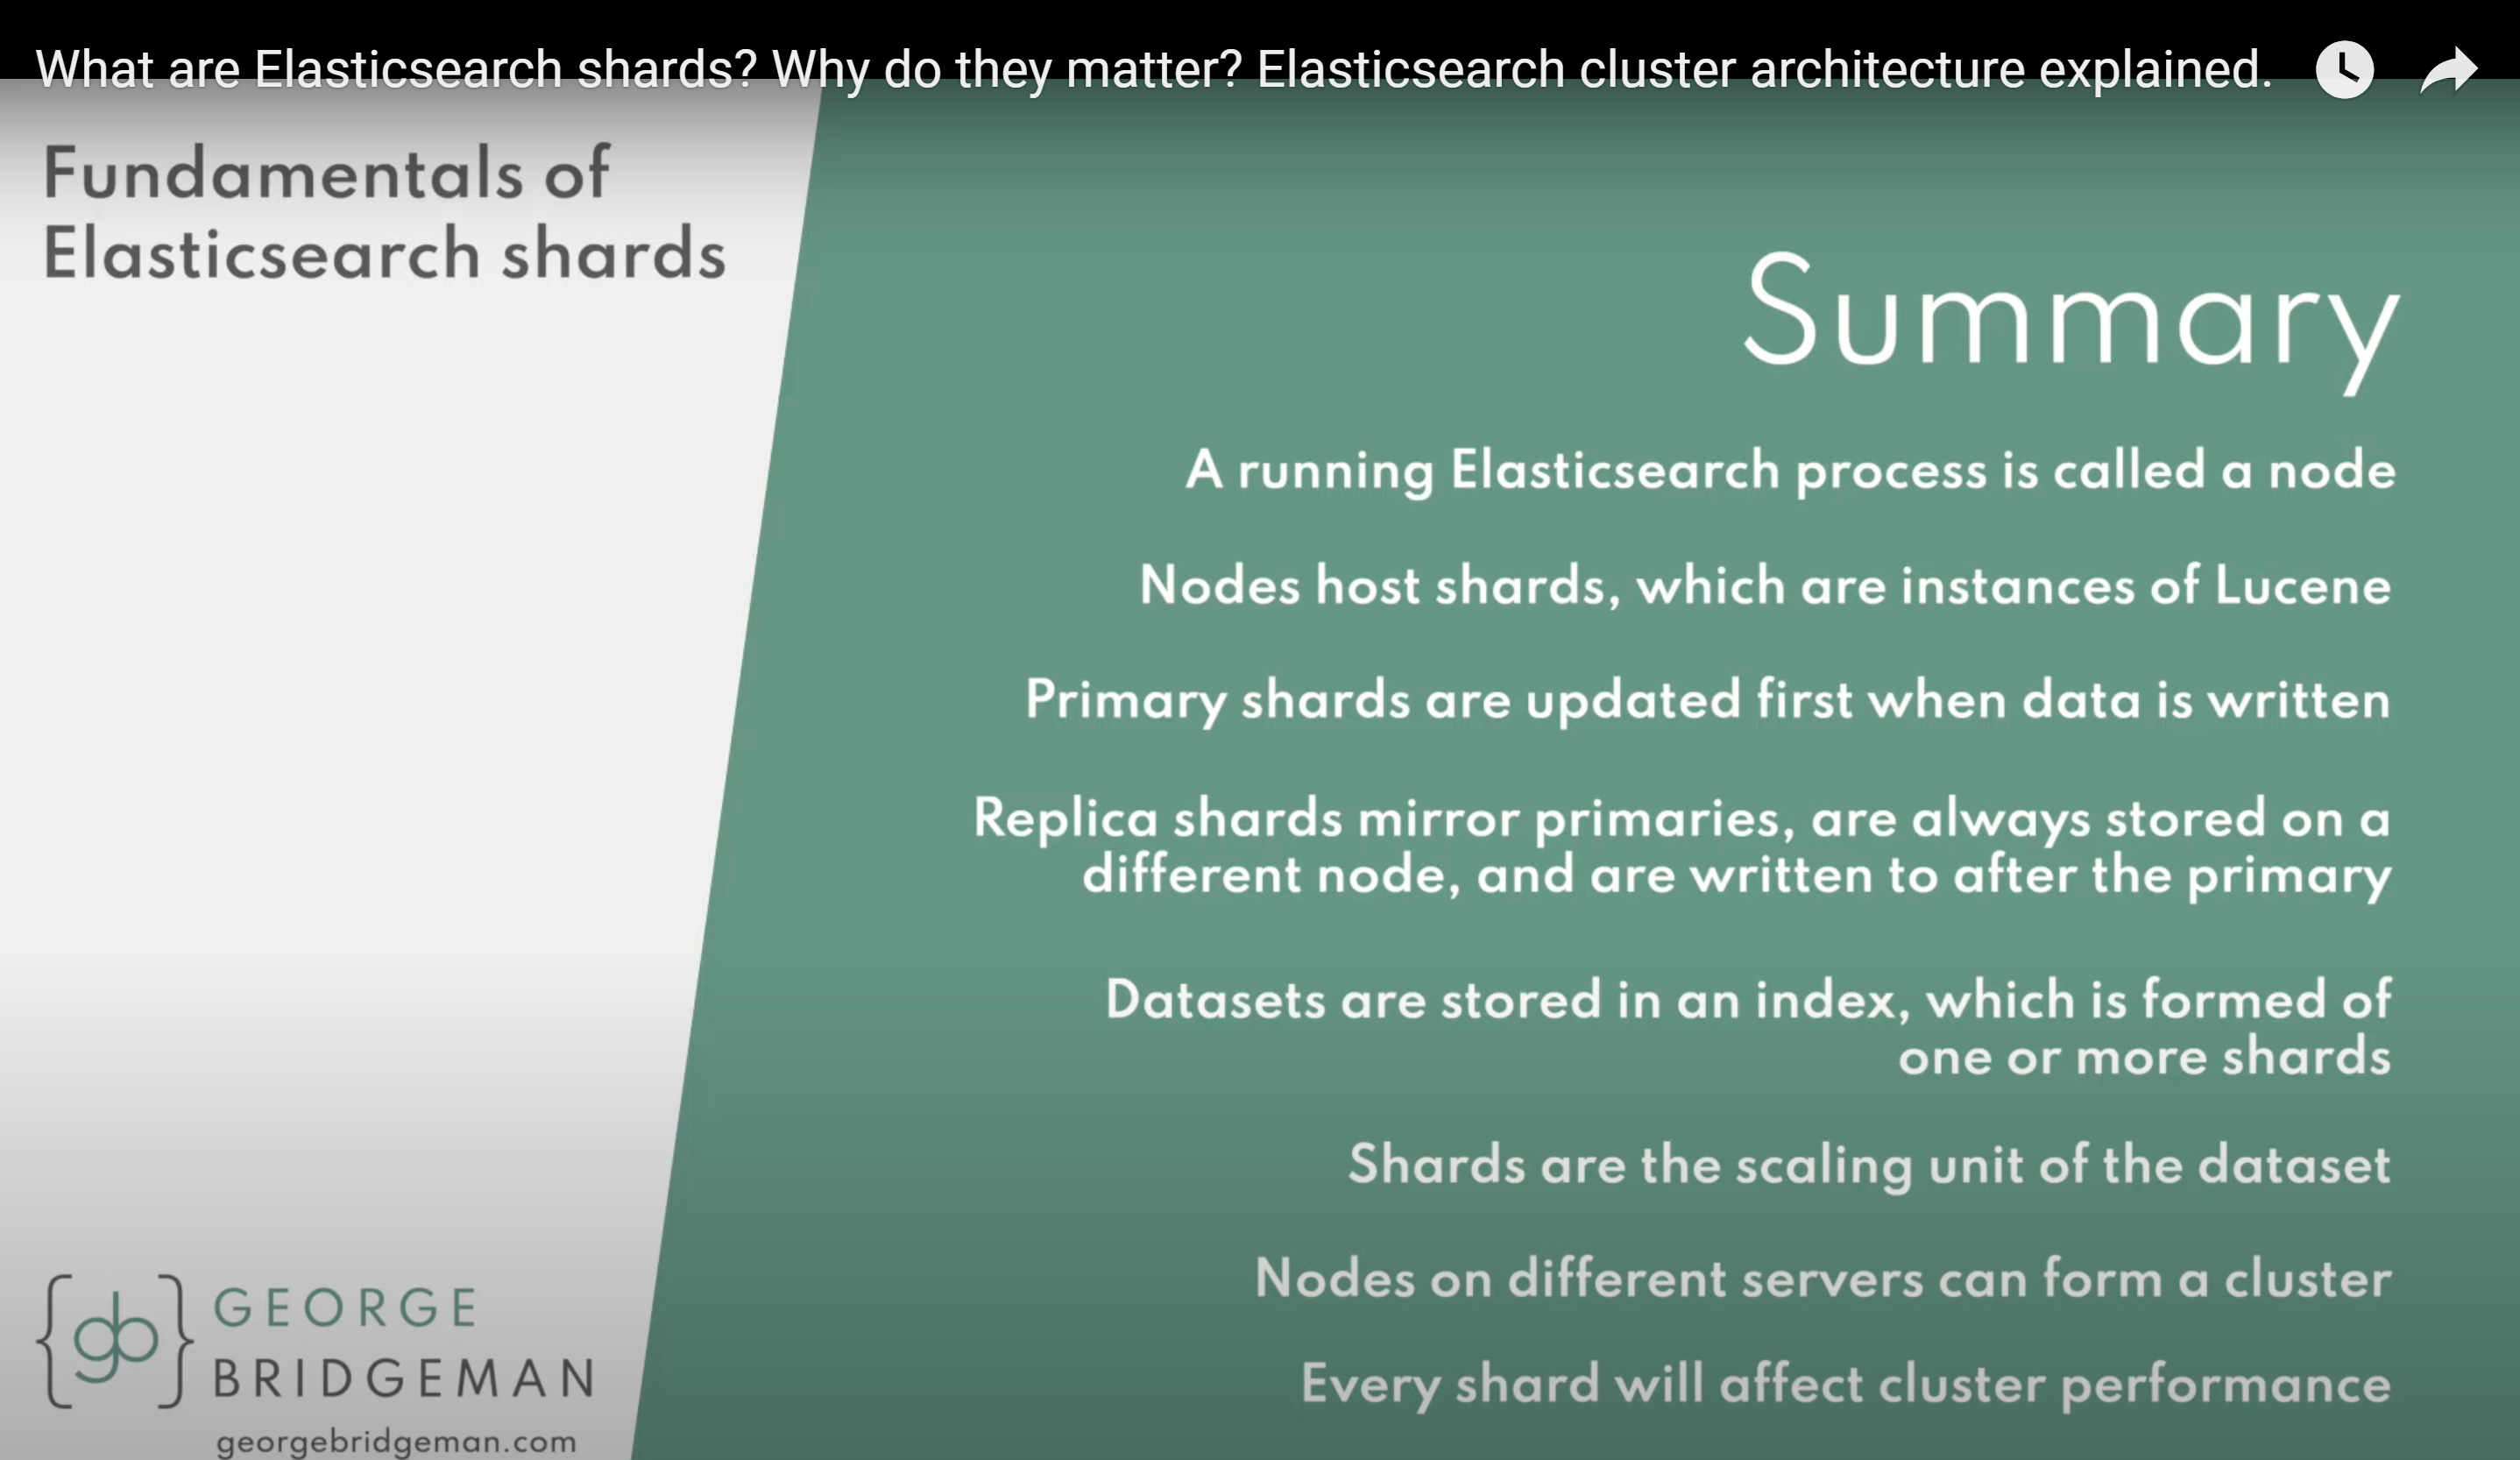 What are Elasticsearch shards? Why do they matter? Elasticsearch cluster architecture explained.
Fundamentals of
Elasticsearch shards
Summary
A running Elasticsearch process is called a node
Nodes host shards, which are instances of Lucene
Primary shards are updated first when data is written
Replica shards mirror primaries, are always stored on a
different node, and are written to after the primary
Datasets are stored in an index, which is formed of
one or more shards
Shards are the scaling unit of the dataset
Nodes on different servers can form a cluster
Every shard will affect cluster performance
{gb}
GEORGE
BRIDGEMAN
georgebridgeman.com